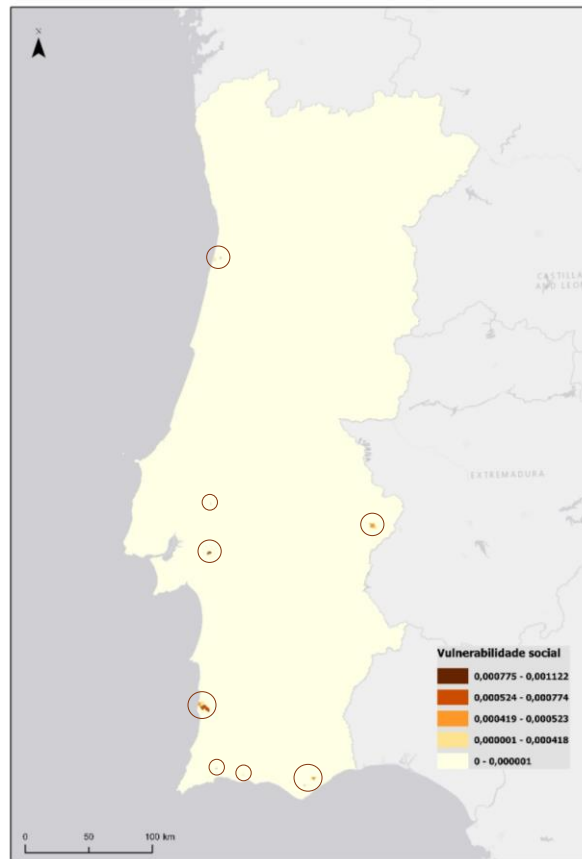 N
CASTILLA
AND LEÓN
EXTREMADURA
Vulnerabilidade social
0,000775 - 0,001122
0,000524 - 0,000774
0,000419 - 0,000523
0,000001 - 0,000418
0 - 0,000001
0 50 100 km